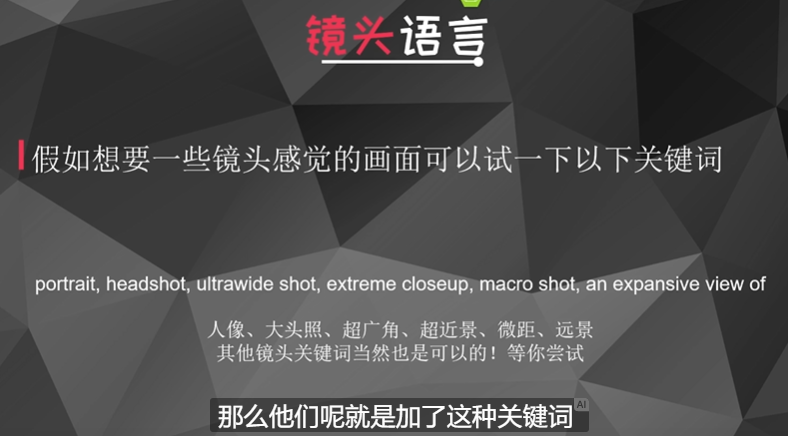 镜头语言
假如想要一些镜头感觉的画面可以试一下以下关键词
portrait, headshot, ultrawide shot, extreme closeup, macro shot, an expansive view of
人像、大头照、超广角、超近景、微距、远景
其他镜头关键词当然也是可以的！等你尝试
那么他们呢就是加了这种关键词
AI